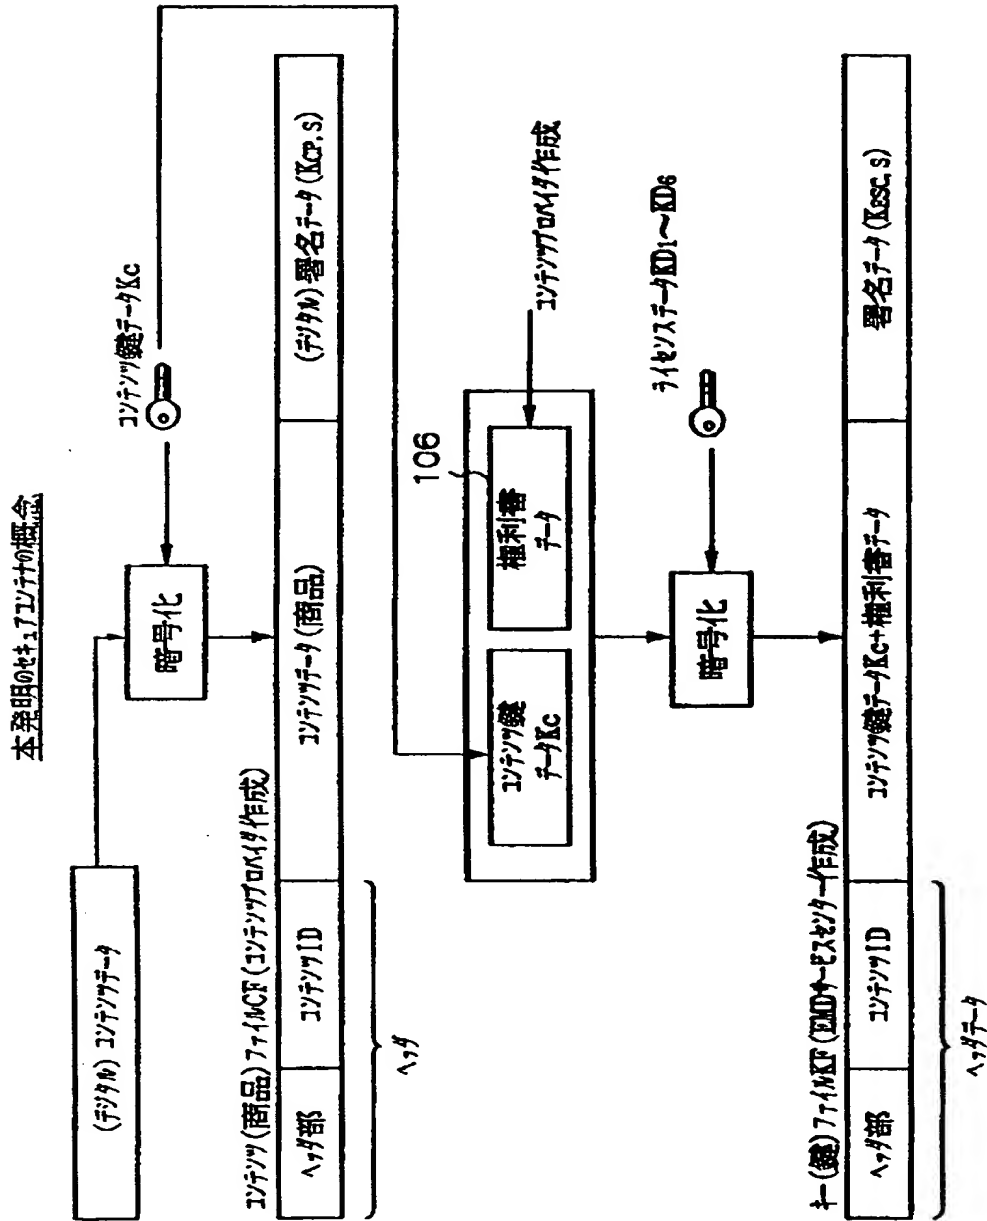 本発明のセキュアコンテナの概念
(デジタル)コンテンツデータ
コンテンツ鍵データKc
暗号化
コンテンツ(商品)ファイルCF(コンテンツプロバイダ作成)
ヘッダ部
コンテンツID
コンテンツデータ(商品)
(デジタル)署名データ(KCP,S)
ヘッダ
コンテンツ鍵
データKc
106
権利書
データ
コンテンツプロバイダ作成
ライセンスデータKD1〜KD6
暗号化
キー(鍵)ファイルKF(EMDサービスセンター作成)
ヘッダ部
コンテンツID
コンテンツ鍵データKc+権利書データ
署名データ(KESC,S)
ヘッダデータ